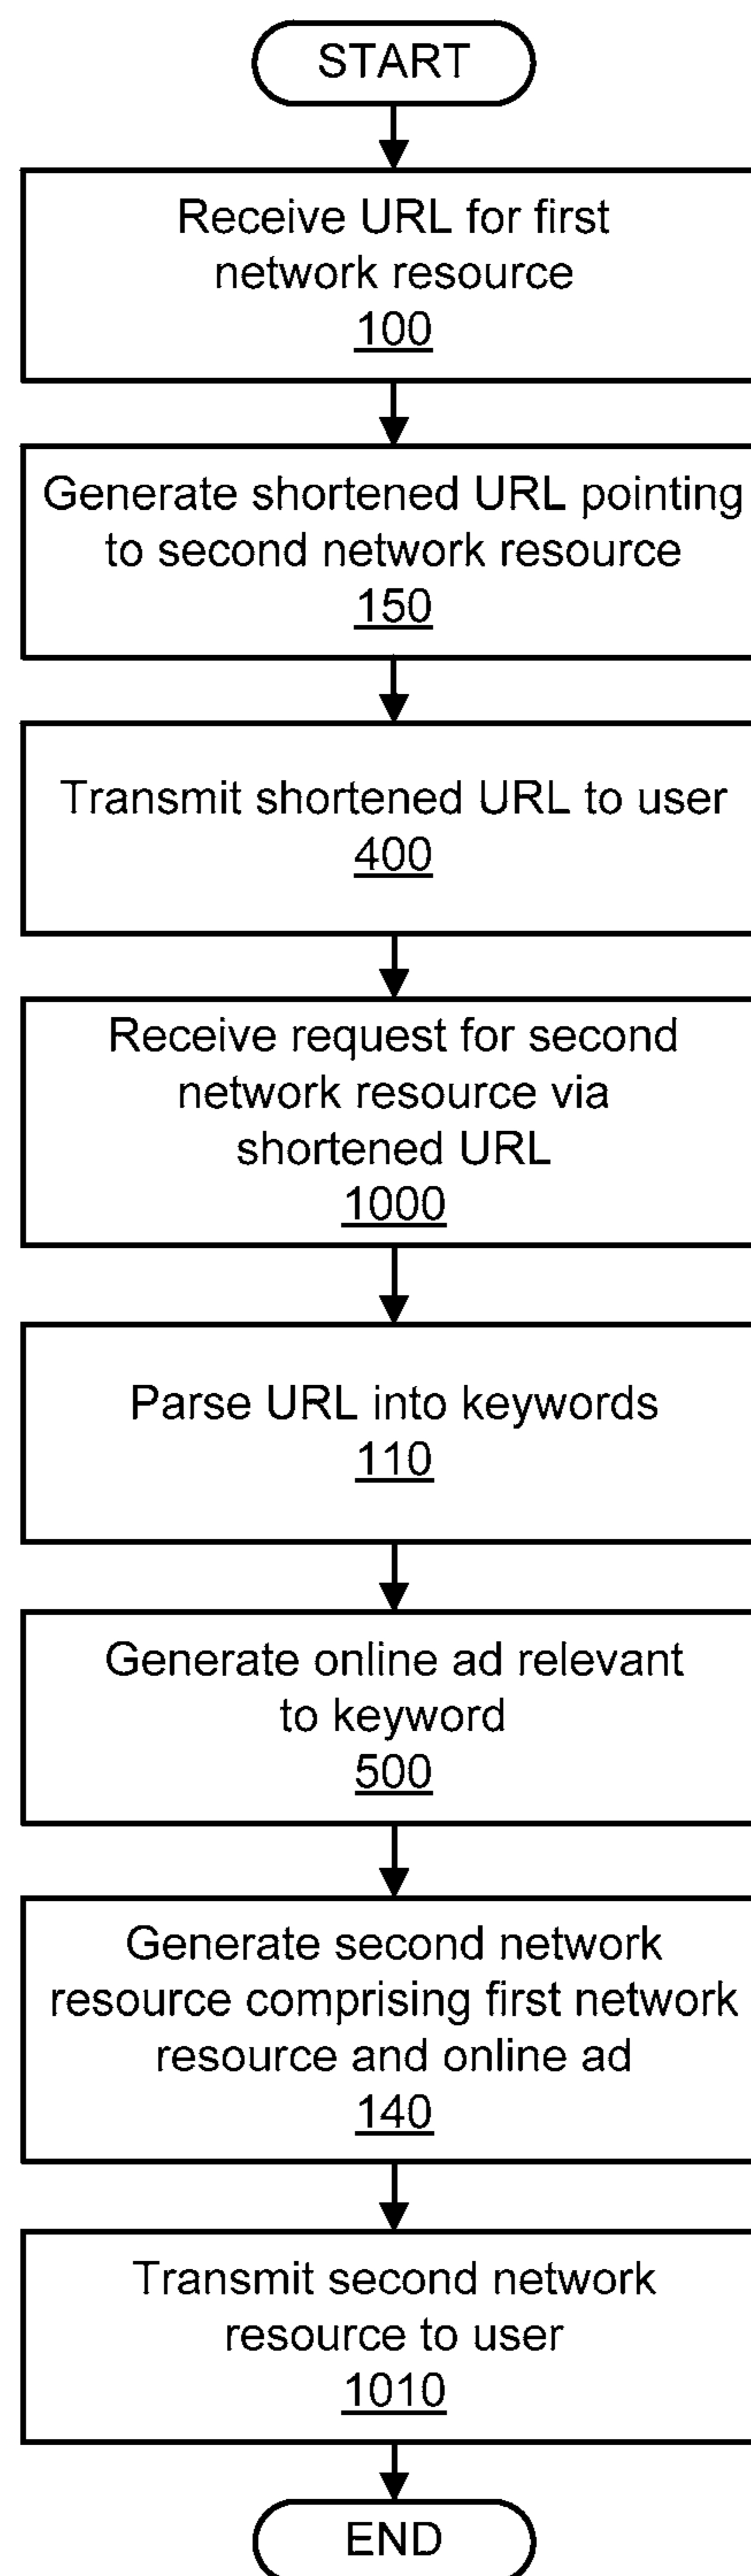 START
Receive URL for first
network resource
100
Generate shortened URL pointing
to second network resource
150
Transmit shortened URL to user
400
Receive request for second
network resource via
shortened URL
1000
Parse URL into keywords
110
Generate online ad relevant
to keyword
500
Generate second network
resource comprising first network
resource and online ad
140
Transmit second network
resource to user
1010
END